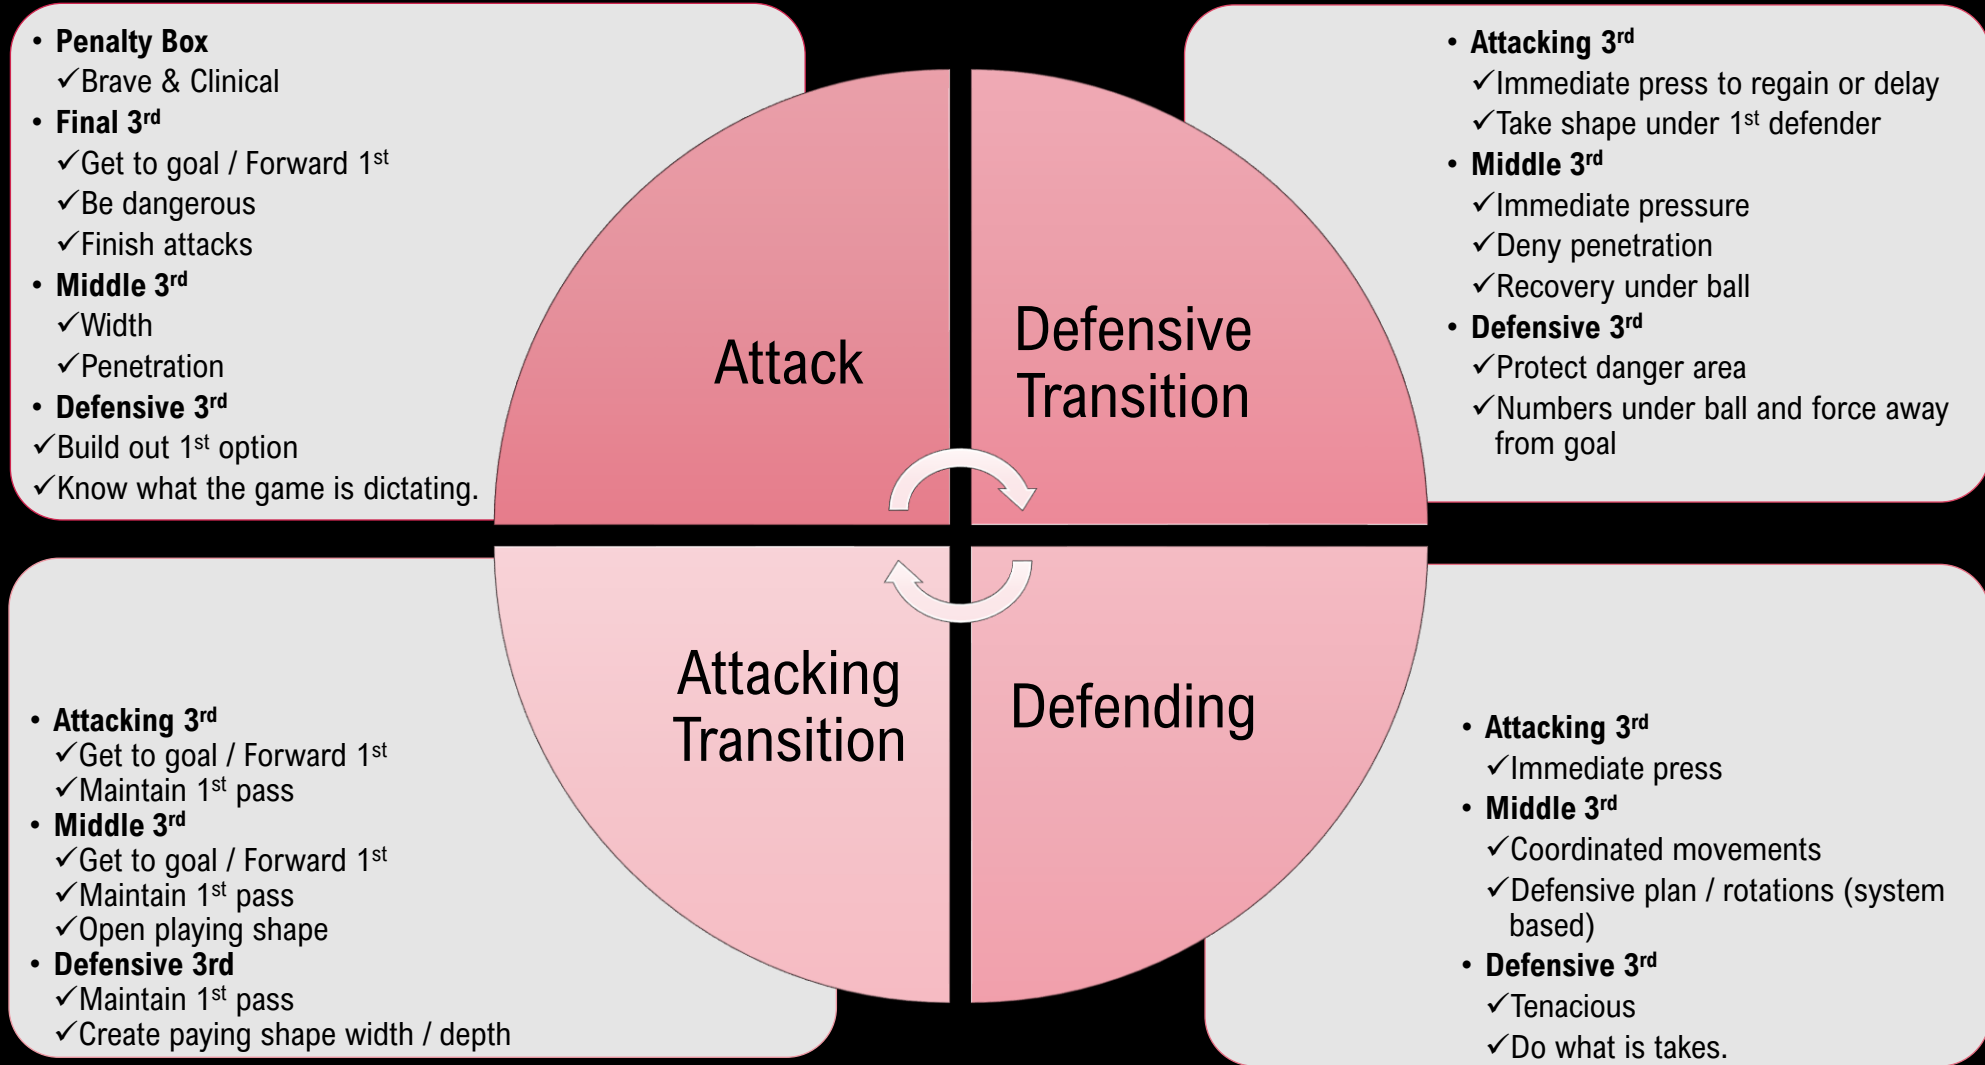 • Penalty Box
✓Brave & Clinical
• Final 3rd
✓Get to goal / Forward 1st
✓Be dangerous
✓Finish attacks
• Middle 3rd
✓Width
✓Penetration
• Defensive 3rd
✓Build out 1st option
✓Know what the game is dictating.
Attack
Defensive
Transition
• Attacking 3rd
✓Immediate press to regain or delay
✓Take shape under 1st defender
• Middle 3rd
✓Immediate pressure
✓Deny penetration
✓Recovery under ball
• Defensive 3rd
✓Protect danger area
✓Numbers under ball and force away
from goal
• Attacking 3rd
✓Get to goal / Forward 1st
✓Maintain 1st pass
• Middle 3rd
✓Get to goal / Forward 1st
✓Maintain 1st pass
✓Open playing shape
• Defensive 3rd
✓Maintain 1st pass
✓Create paying shape width / depth
Attacking
Transition
Defending
• Attacking 3rd
✓Immediate press
• Middle 3rd
✓Coordinated movements
✓Defensive plan / rotations (system
based)
• Defensive 3rd
✓Tenacious
✓Do what is takes.